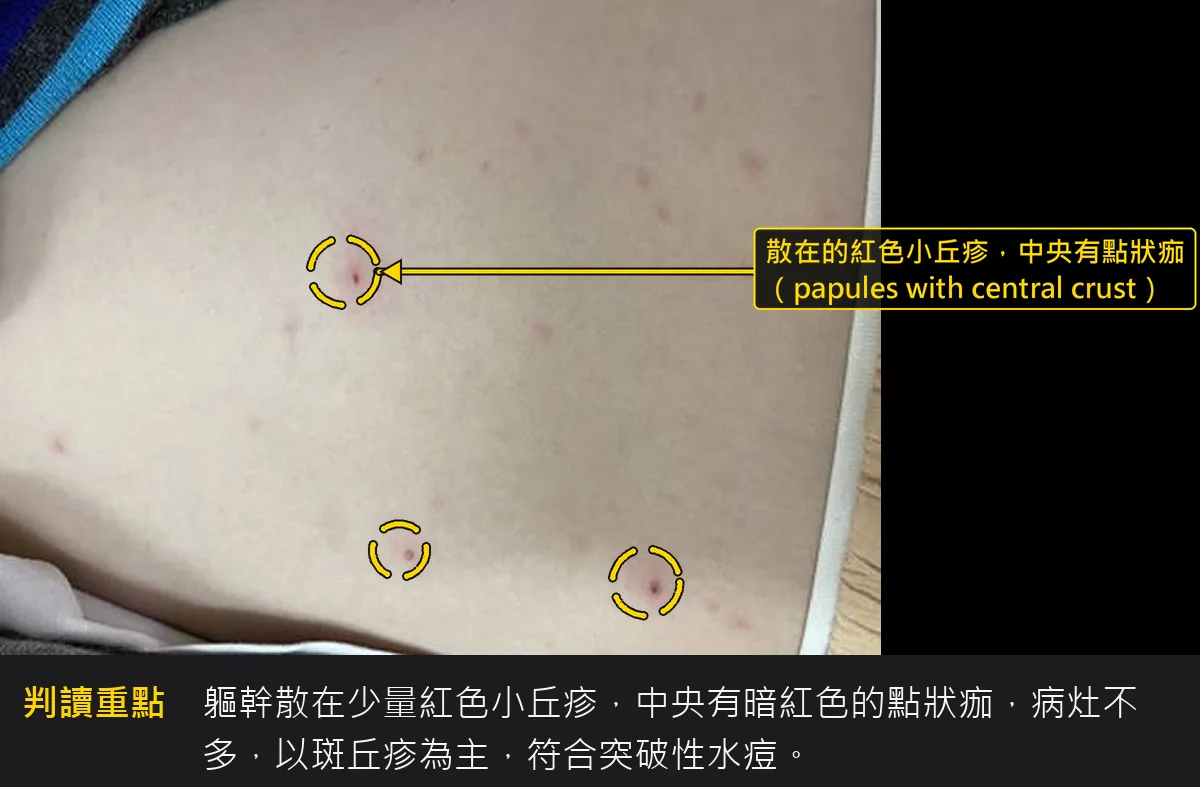 散在的紅色小丘疹，中央有點狀痂
（papules with central crust）
判讀重點
軀幹散在少量紅色小丘疹，中央有暗紅色的點狀痂，病灶不
多，以斑丘疹為主，符合突破性水痘。